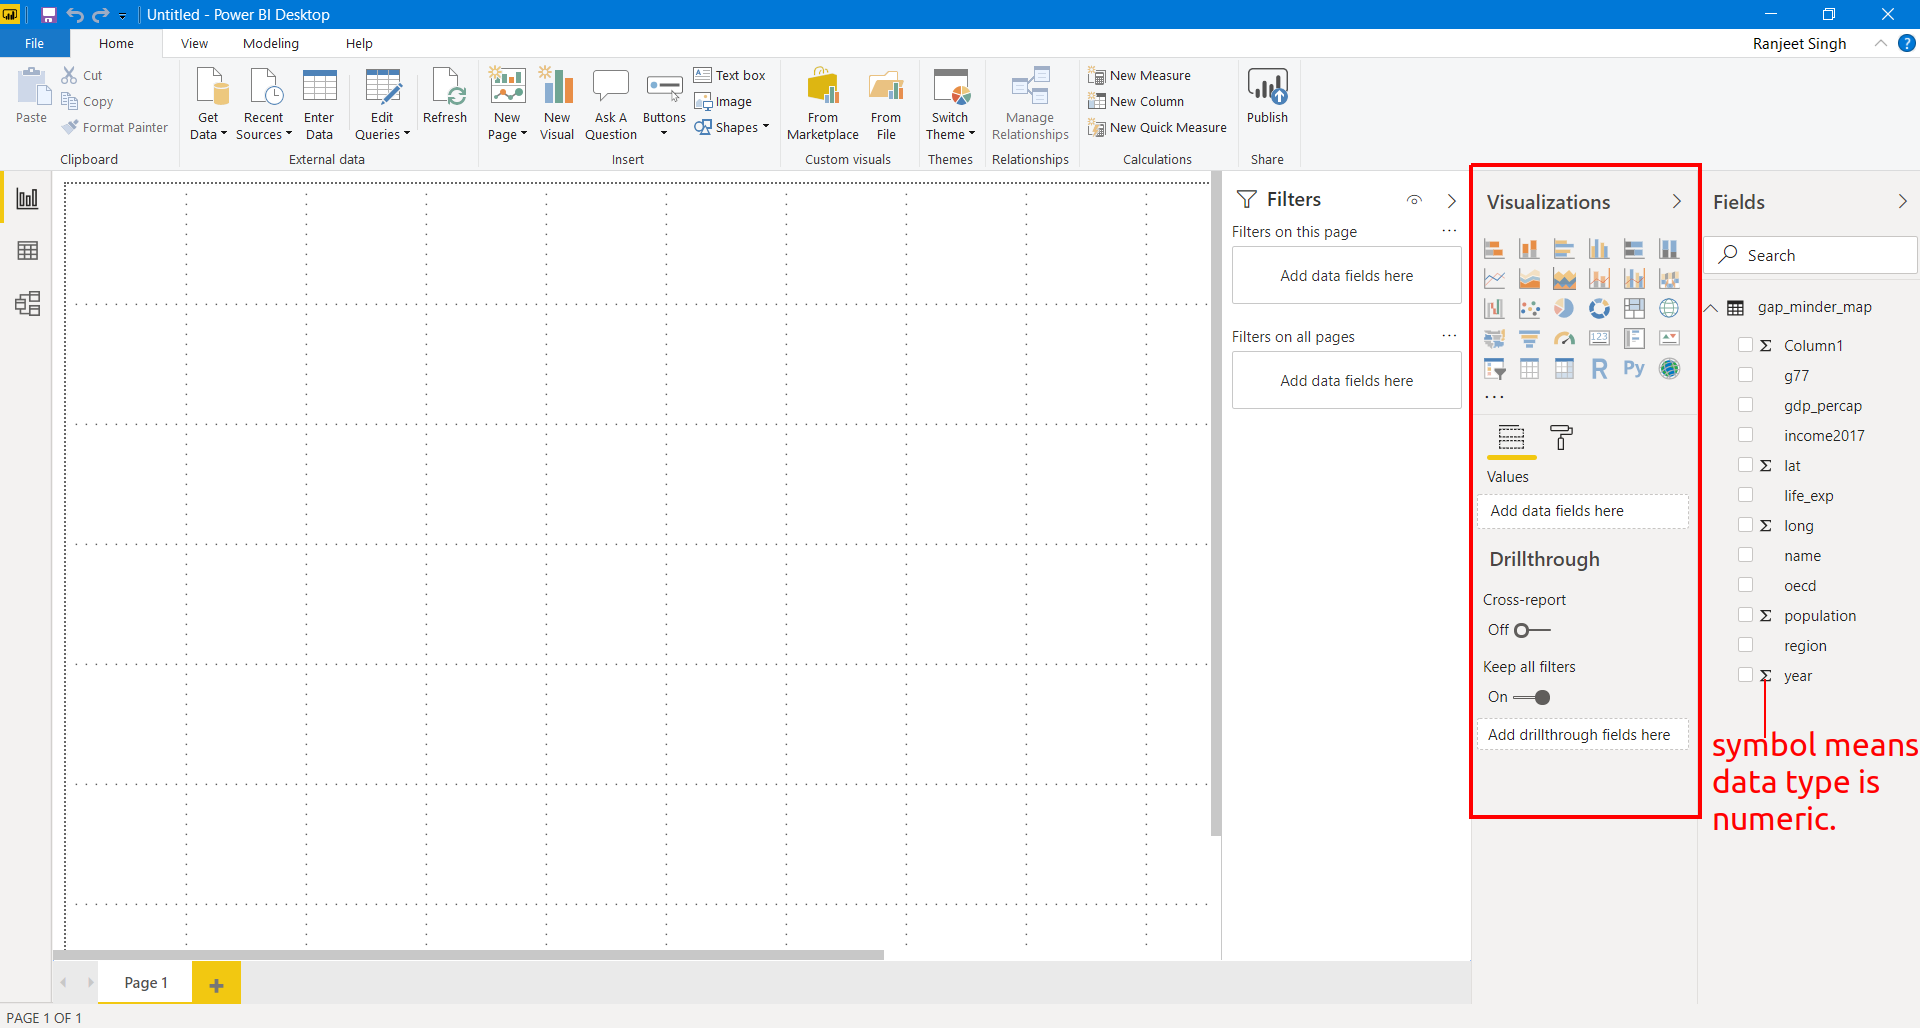 Untitled - Power BI Desktop
File
Home
View
Modeling
Help
Ranjeet Singh
?
Paste
Cut
Copy
Format Painter
Clipboard
Get
Data
Recent
Sources
Enter
Data
Edit
Queries
Refresh
External data
New
Page
New
Visual
Ask A
Question
Buttons
Text box
Image
Shapes
Insert
From
Marketplace
From
File
Custom visuals
Switch
Theme
Themes
Manage
Relationships
Relationships
New Measure
New Column
New Quick Measure
Calculations
Publish
Share
Filters
Filters on this page
...
Add data fields here
Filters on all pages
...
Add data fields here
Visualizations
123
R
Py
...
Values
Add data fields here
Drillthrough
Cross-report
Off
Keep all filters
On
Add drillthrough fields here
Fields
Search
gap_minder_map
Σ Column1
g77
gdp_percap
income2017
Σ lat
life_exp
Σ long
name
oecd
Σ population
region
Σ year
symbol means
data type is
numeric.
Page 1
+
PAGE 1 OF 1